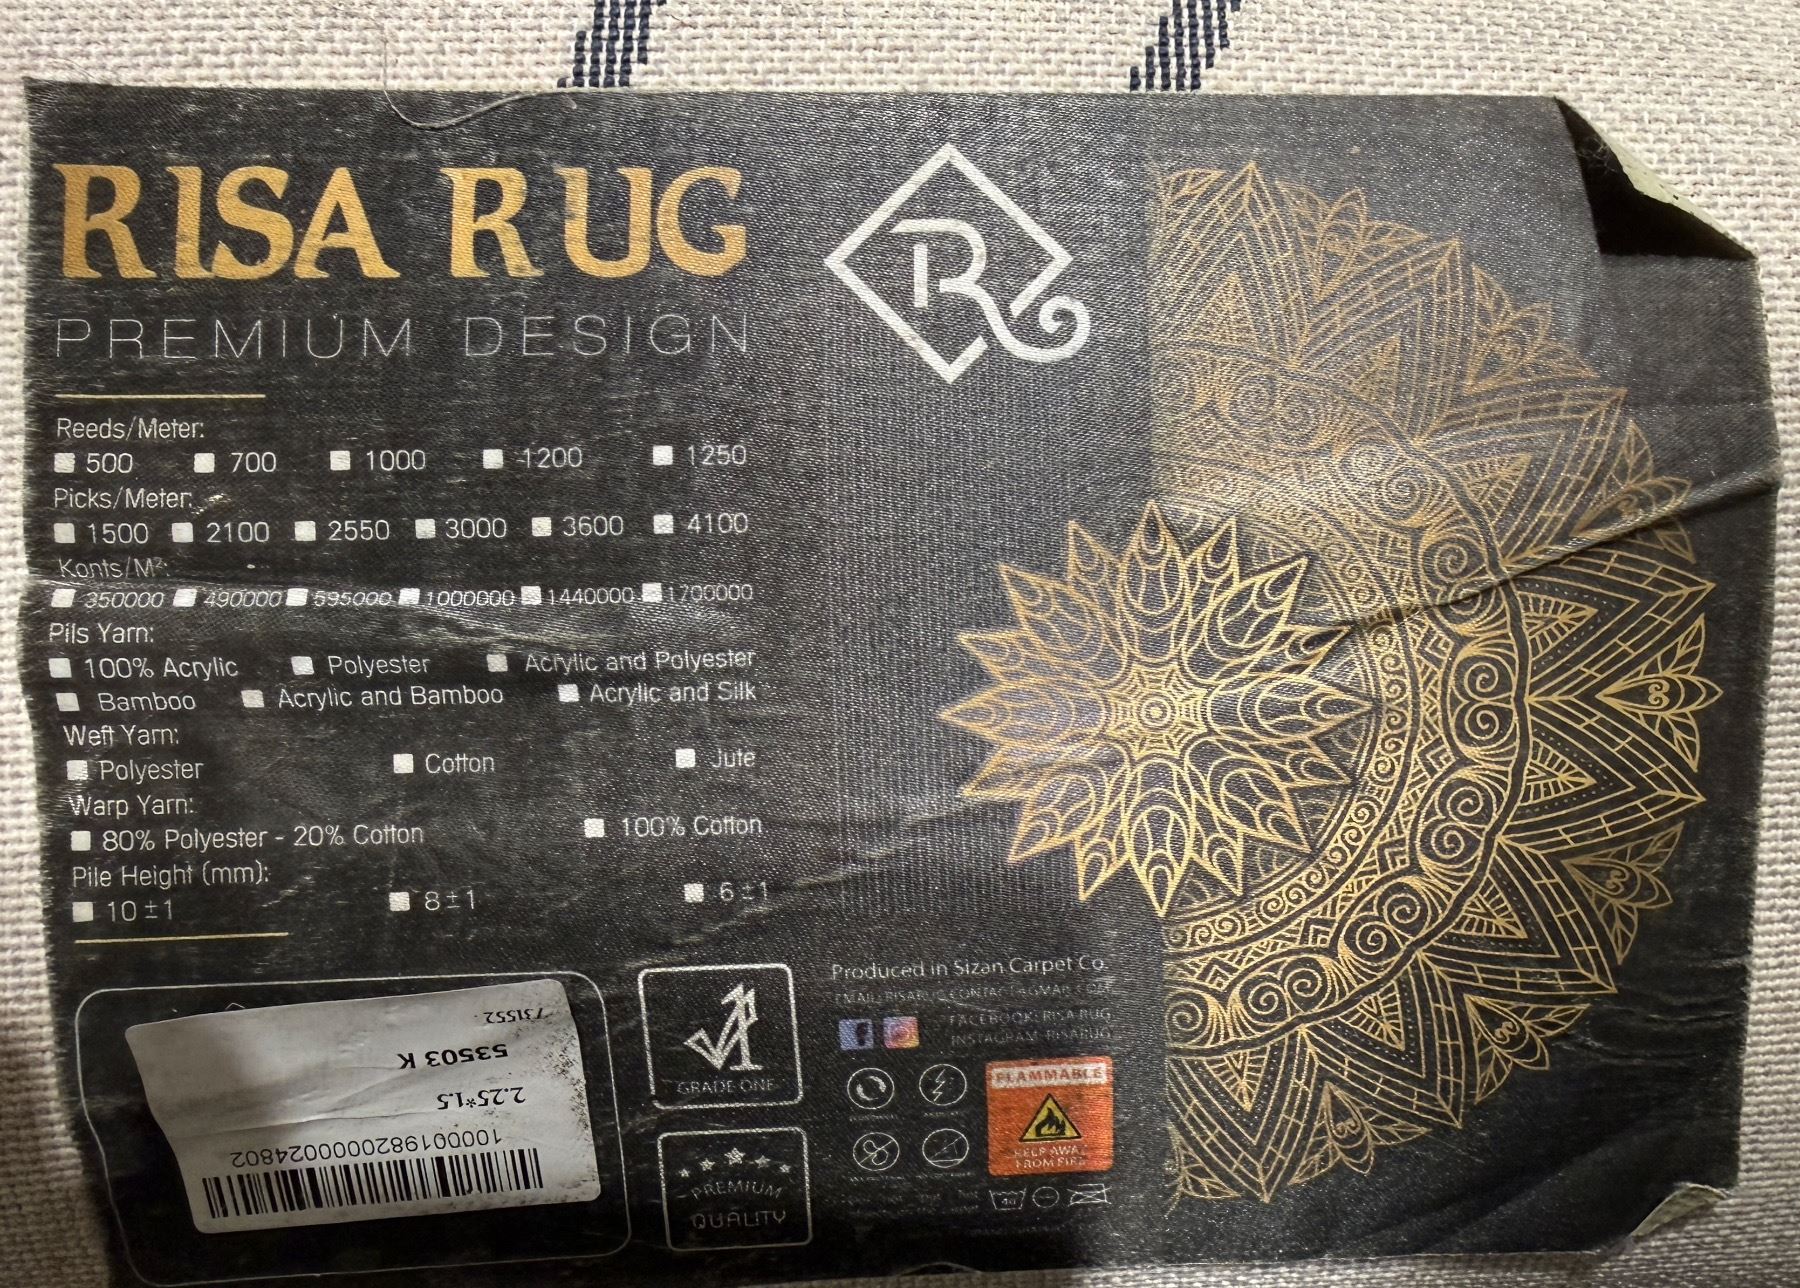 RISA RUG
PREMIUM DESIGN
Reeds/Meter:
500 700 1000 1200 1250
Picks/Meter:
1500 2100 2550 3000 3600 4100
Konts/M²:
350000 490000 595000 1000000 1440000 1700000
Pils Yarn:
100% Acrylic Polyester Acrylic and Polyester
Bamboo Acrylic and Bamboo Acrylic and Silk
Weft Yarn:
Polyester Cotton Jute
Warp Yarn:
80% Polyester - 20% Cotton 100% Cotton
Pile Height (mm):
10±1 8±1 6±1
731552
53503 K
2.25*1.5
10000198200000024802
GRADE ONE
PREMIUM
QUALITY
Produced in Sizan Carpet Co.
FACEBOOK: RISA RUG
INSTAGRAM: RISARUG
FLAMMABLE
KEEP AWAY
FROM FIRE